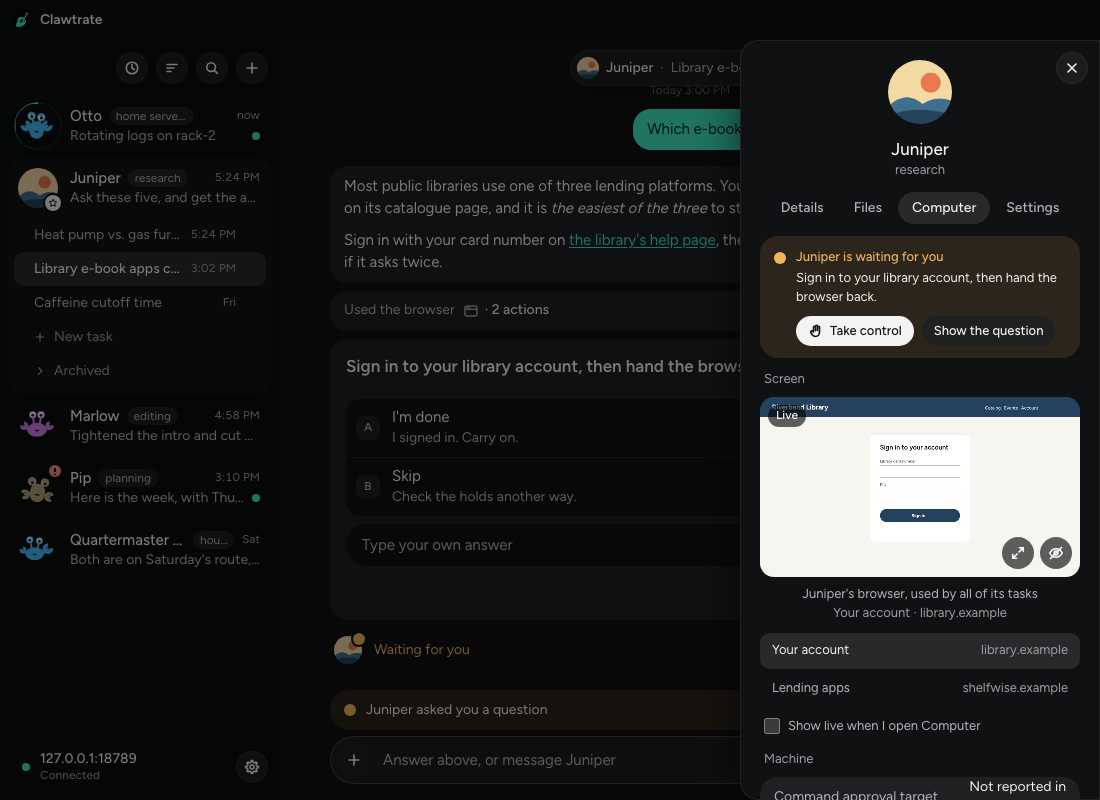 Clawtrate
Otto
home serve...
now
Rotating logs on rack-2
Juniper
research
5:24 PM
Ask these five, and get the a...
Heat pump vs. gas fur...
5:24 PM
Library e-book apps c...
3:02 PM
Caffeine cutoff time
Fri
New task
Archived
Marlow
editing
4:58 PM
Tightened the intro and cut ...
Pip
planning
3:10 PM
Here is the week, with Thu...
Quartermaster ...
hou...
Sat
Both are on Saturday's route,...
127.0.0.1:18789
Connected
Juniper · Library e-b
Today 3:00 PM
Which e-book
Most public libraries use one of three lending platforms. You
on its catalogue page, and it is the easiest of the three to st
Sign in with your card number on the library's help page, the
if it asks twice.
Used the browser · 2 actions
Sign in to your library account, then hand the brows
A
I'm done
I signed in. Carry on.
B
Skip
Check the holds another way.
Type your own answer
Waiting for you
Juniper asked you a question
Answer above, or message Juniper
Juniper
research
Details
Files
Computer
Settings
Juniper is waiting for you
Sign in to your library account, then hand the
browser back.
Take control
Show the question
Screen
Library
Catalog · Events · Account
Live
Sign in to your account
Library card number
Sign in
Juniper's browser, used by all of its tasks
Your account · library.example
Your account
library.example
Lending apps
shelfwise.example
Show live when I open Computer
Machine
Command approval target
Not reported in